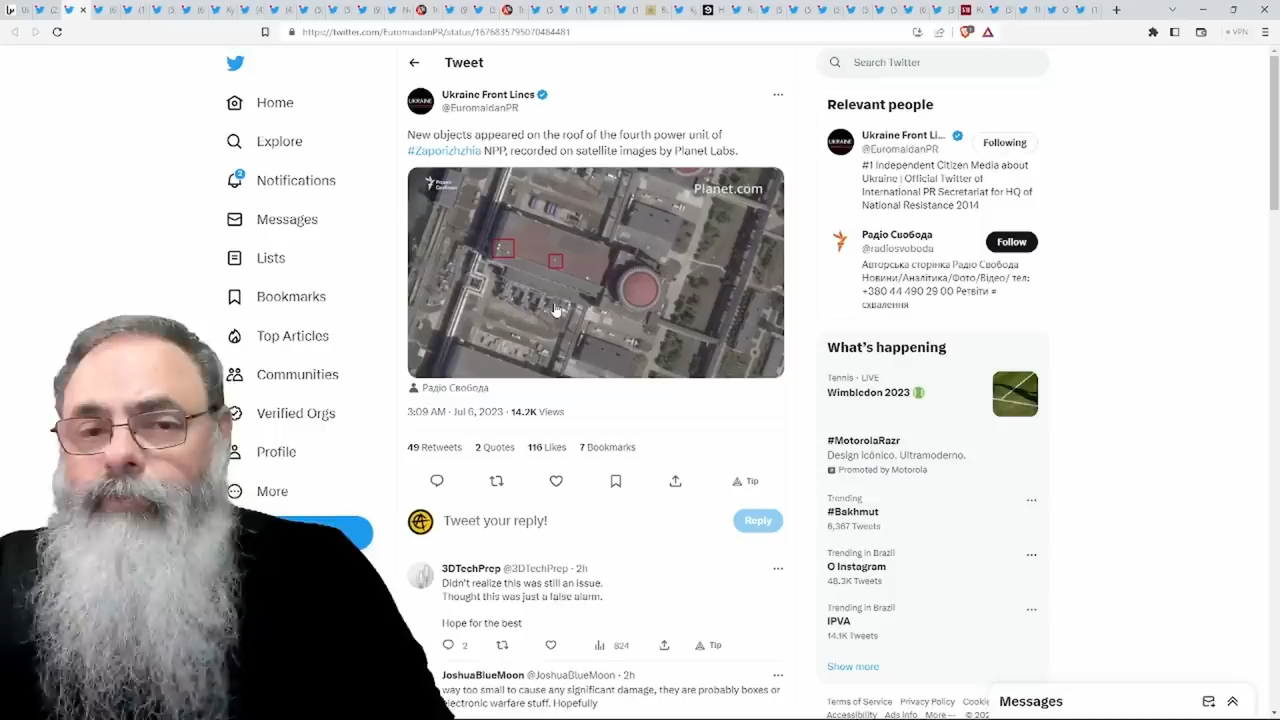 https://twitter.com/EuromaidanPR/status/1676835795070484481
VPN
Home
Explore
2
Notifications
Messages
Lists
Bookmarks
Top Articles
Communities
Verified Orgs
Profile
More
Tweet
Ukraine Front Lines
@EuromaidanPR
New objects appeared on the roof of the fourth power unit of
#Zaporizhzhia NPP, recorded on satellite images by Planet Labs.
Радіо
Свобода
Planet.com
UKRAINE
Радіо Свобода
3:09 AM · Jul 6, 2023 · 14.2K Views
49 Retweets 2 Quotes 116 Likes 7 Bookmarks
Tip
Tweet your reply!
Reply
3DTechPrep @3DTechPrep · 2h
Didn't realize this was still an issue.
Thought this was just a false alarm.
Hope for the best
2 824 Tip
JoshuaBlueMoon @JoshuaBlueMoon · 2h
way too small to cause any significant damage, they are probably boxes or
electronic warfare stuff. Hopefully
Search Twitter
Relevant people
UKRAINE
Ukraine Front Li...
@EuromaidanPR
Following
#1 Independent Citizen Media about
Ukraine | Official Twitter of
International PR Secretariat for HQ of
National Resistance 2014
Радіо Свобода
@radiosvoboda
Follow
Авторська сторінка Радіо Свобода
Новини/Аналітика/Фото/Відео/ тел:
+380 44 490 29 00 Ретвіти ≠
схвалення
What's happening
Tennis · LIVE
Wimbledon 2023
#MotorolaRazr
Design Icônico. Ultramoderno.
Promoted by Motorola
Trending
#Bakhmut
6,367 Tweets
Trending in Brazil
O Instagram
48.3K Tweets
Trending in Brazil
IPVA
14.1K Tweets
Show more
Terms of Service Privacy Policy
Accessibility Ads Info More ···
Messages